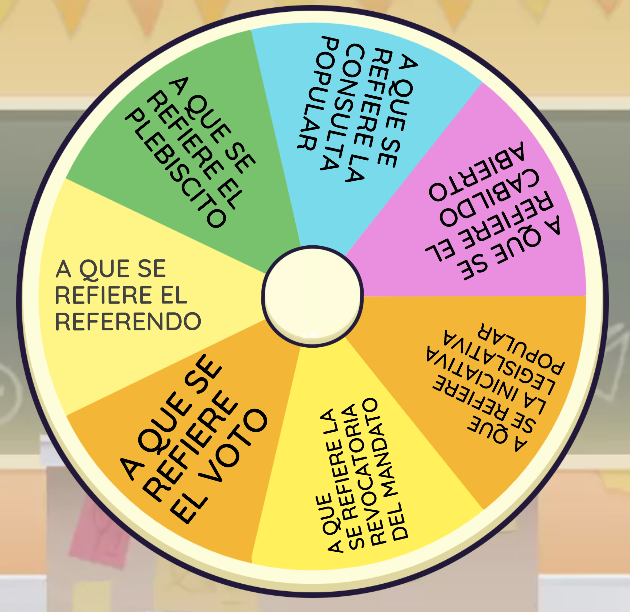 A QUE SE
REFIERE LA
CONSULTA
POPULAR
A QUE SE
REFIERE EL
CABILDO
ABIERTO
A QUE
SE REFIERE
LA INICIATIVA
LEGISLATIVA
POPULAR
A QUE
SE REFIERE LA
REVOCATORIA
DEL MANDATO
A QUE SE
REFIERE
EL VOTO
A QUE SE
REFIERE EL
REFERENDO
A QUE SE
REFIERE EL
PLEBISCITO